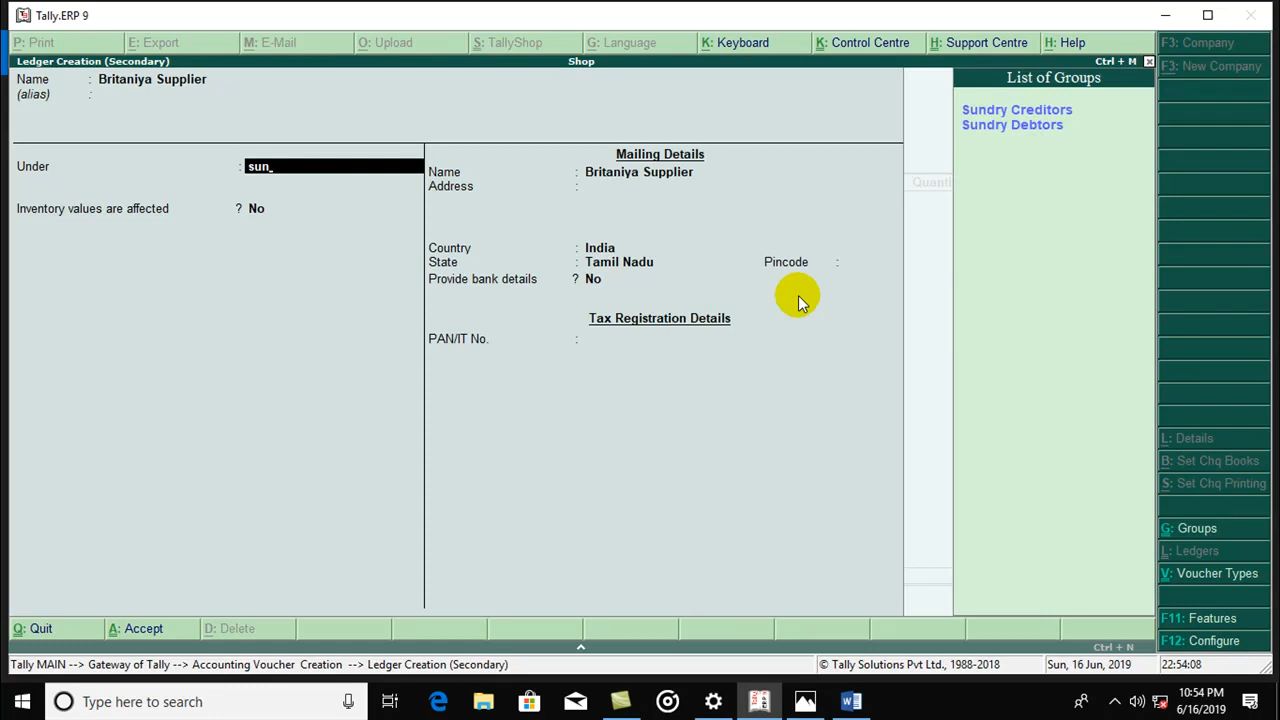 Tally.ERP 9
P: Print E: Export M: E-Mail O: Upload S: TallyShop G: Language K: Keyboard K: Control Centre H: Support Centre H: Help F3: Company
Ledger Creation (Secondary) Shop Ctrl + M F3: New Company
Name : Britaniya Supplier List of Groups
(alias) :
Sundry Creditors
Sundry Debtors
Mailing Details
Under : sun_ Name : Britaniya Supplier
Address :
Quanti
Inventory values are affected ? No
Country : India
State : Tamil Nadu Pincode :
Provide bank details ? No
Tax Registration Details
PAN/IT No. :
L: Details
B: Set Chq Books
S: Set Chq Printing
G: Groups
L: Ledgers
V: Voucher Types
F11: Features
Q: Quit A: Accept D: Delete
F12: Configure
Ctrl + N
Tally MAIN --> Gateway of Tally --> Accounting Voucher Creation --> Ledger Creation (Secondary) © Tally Solutions Pvt Ltd., 1988-2018 Sun, 16 Jun, 2019 22:54:08
Type here to search 10:54 PM
6/16/2019